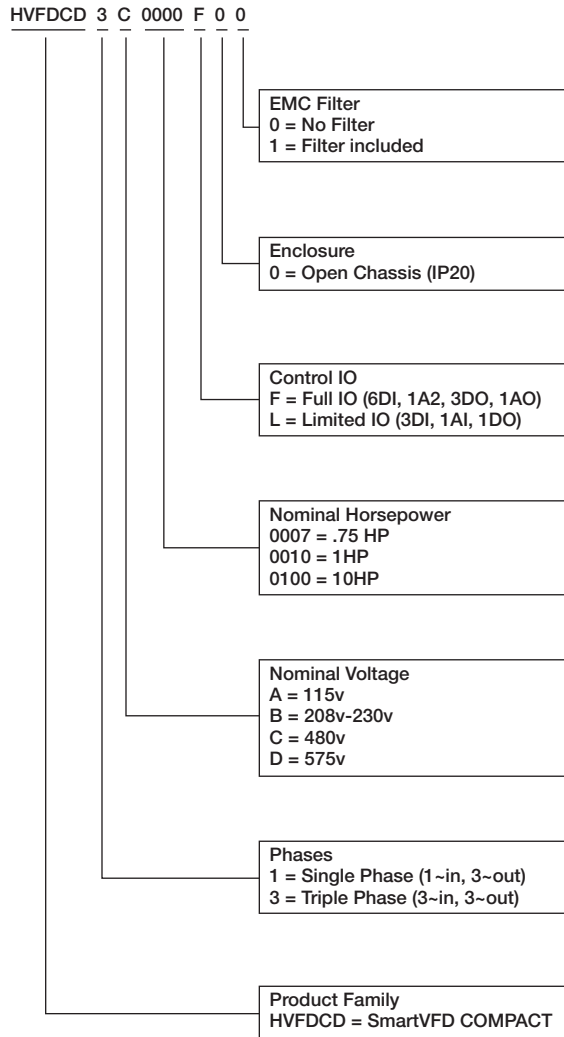 HVFDCD 3 C 0000 F 0 0
EMC Filter
0 = No Filter
1 = Filter included
Enclosure
0 = Open Chassis (IP20)
Control IO
F = Full IO (6DI, 1A2, 3DO, 1AO)
L = Limited IO (3DI, 1AI, 1DO)
Nominal Horsepower
0007 = .75 HP
0010 = 1HP
0100 = 10HP
Nominal Voltage
A = 115v
B = 208v-230v
C = 480v
D = 575v
Phases
1 = Single Phase (1~in, 3~out)
3 = Triple Phase (3~in, 3~out)
Product Family
HVFDCD = SmartVFD COMPACT